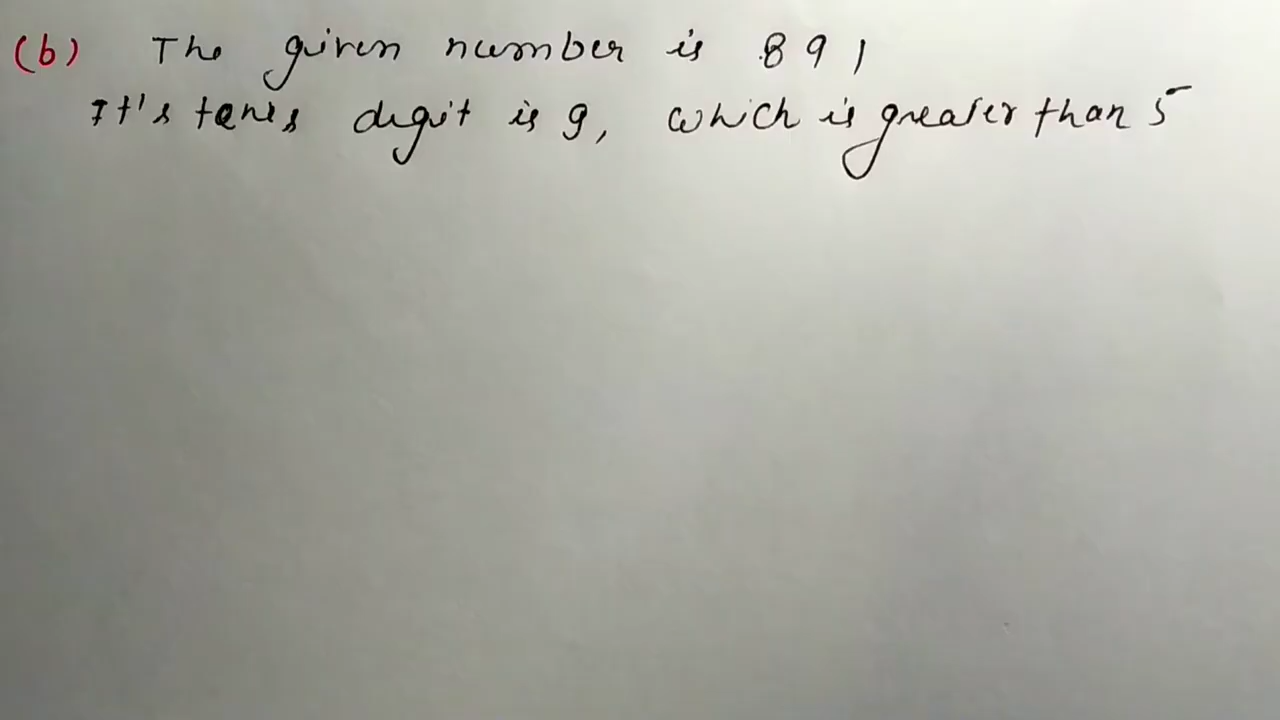 (b) The given number is 891
It's tens digit is 9, which is greater than 5